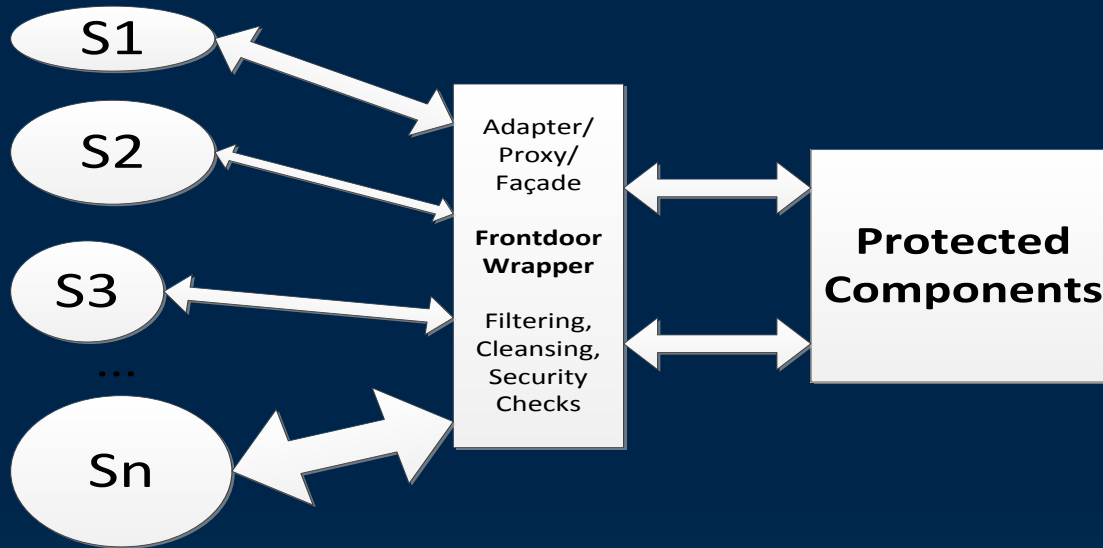 S1
S2
S3
...
Sn
Adapter/
Proxy/
Façade
Frontdoor
Wrapper
Filtering,
Cleansing,
Security
Checks
Protected
Components